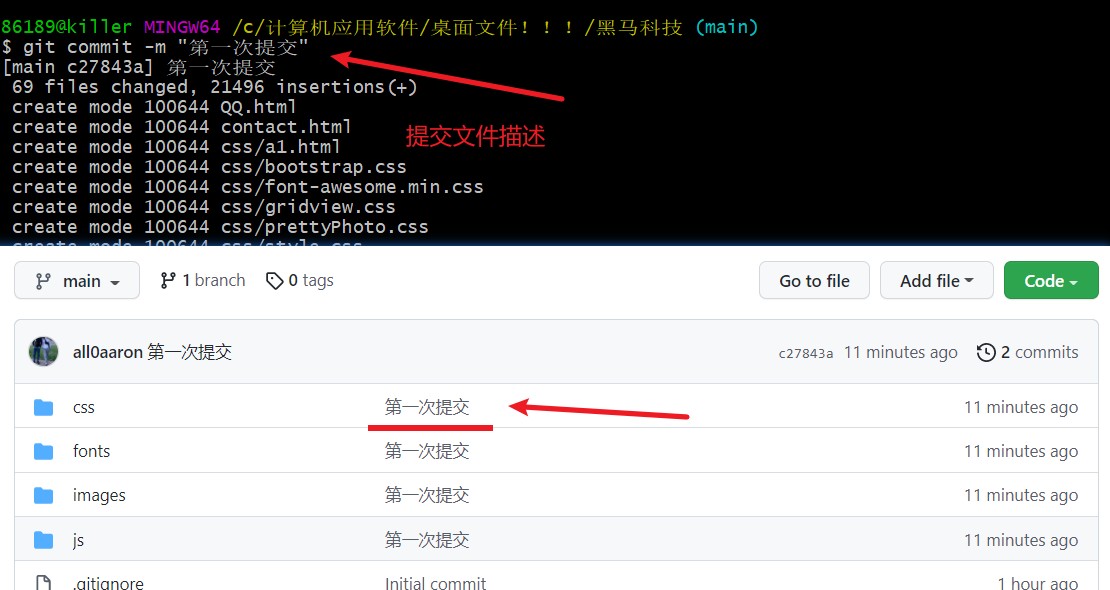 86189@killer MINGW64 /c/计算机应用软件/桌面文件！！！/黑马科技 (main)
$ git commit -m "第一次提交"
[main c27843a] 第一次提交
69 files changed, 21496 insertions(+)
create mode 100644 QQ.html
create mode 100644 contact.html
提交文件描述
create mode 100644 css/a1.html
create mode 100644 css/bootstrap.css
create mode 100644 css/font-awesome.min.css
create mode 100644 css/gridview.css
create mode 100644 css/prettyPhoto.css
create mode 100644 css/style.css
main 1 branch 0 tags Go to file Add file Code
all0aaron 第一次提交 c27843a 11 minutes ago 2 commits
css 第一次提交 11 minutes ago
fonts 第一次提交 11 minutes ago
images 第一次提交 11 minutes ago
js 第一次提交 11 minutes ago
.gitignore Initial commit 1 hour ago